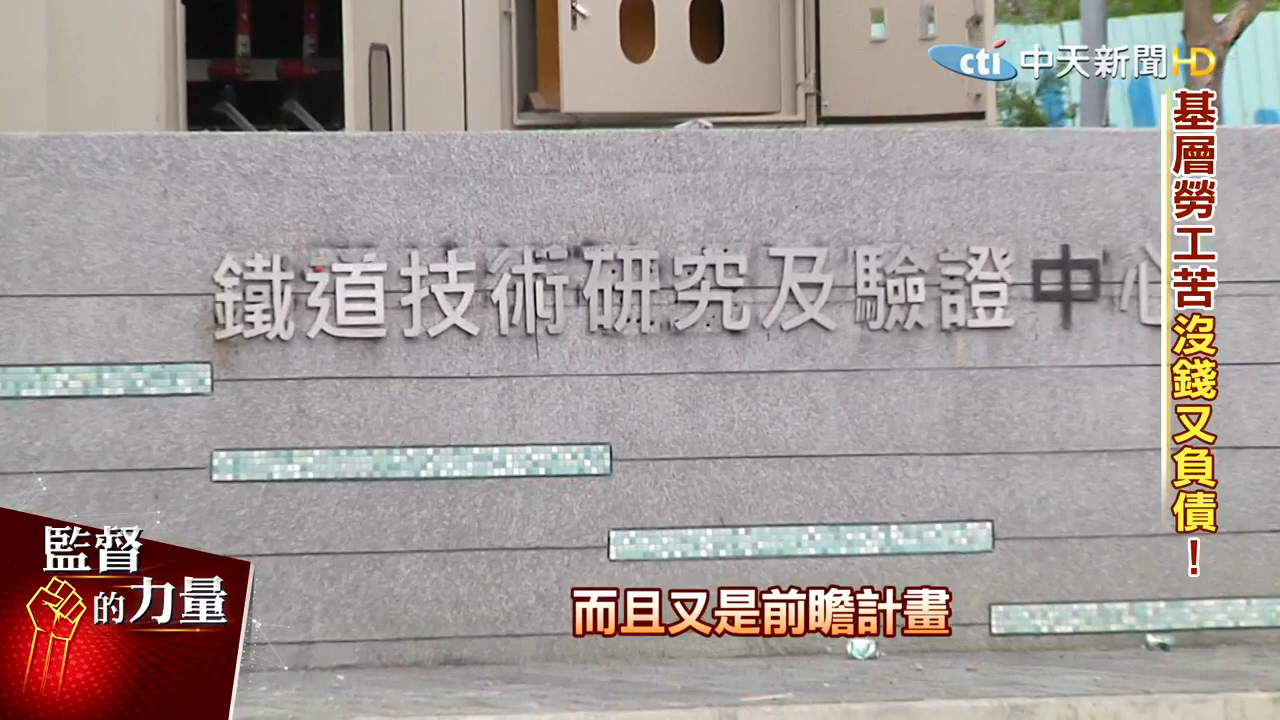 cti 中天新聞HD
基層勞工苦沒錢又負債！
鐵道技術研究及驗證中心
監督
的力量
而且又是前瞻計畫